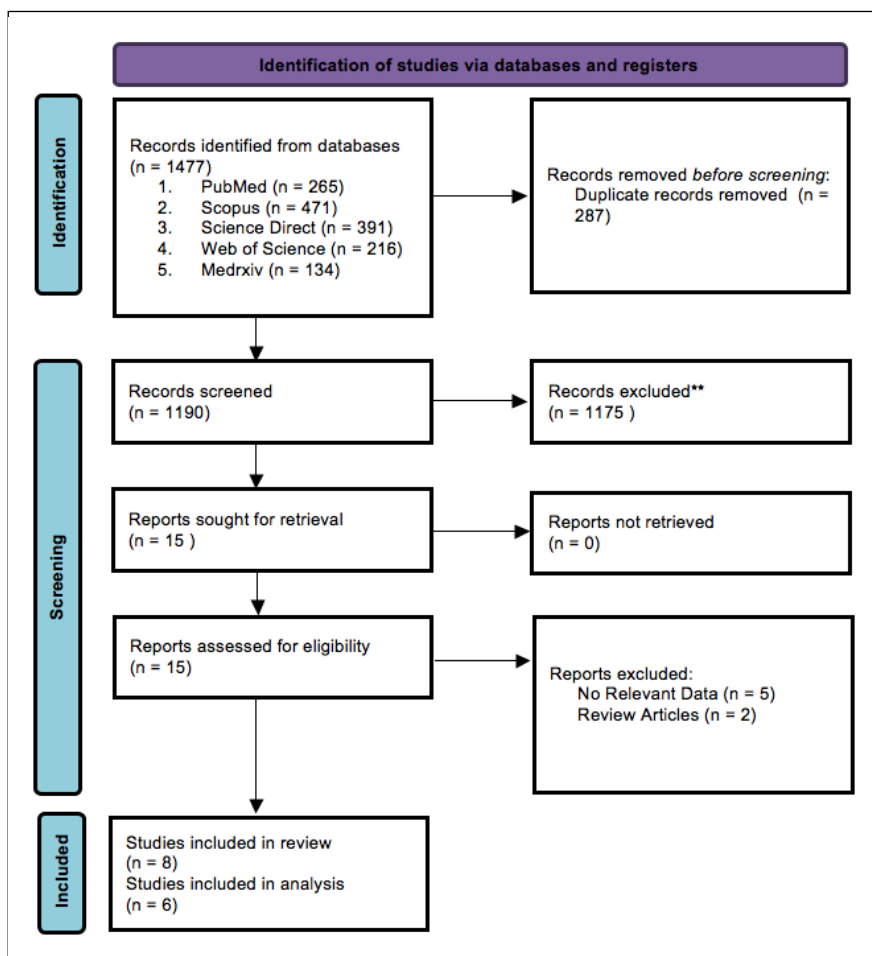 Identification of studies via databases and registers
Identification
Records identified from databases
(n = 1477)
1. PubMed (n = 265)
2. Scopus (n = 471)
3. Science Direct (n = 391)
4. Web of Science (n = 216)
5. Medrxiv (n = 134)
Records removed before screening:
Duplicate records removed (n =
287)
Screening
Records screened
(n = 1190)
Records excluded**
(n = 1175 )
Reports sought for retrieval
(n = 15 )
Reports not retrieved
(n = 0)
Reports assessed for eligibility
(n = 15)
Reports excluded:
No Relevant Data (n = 5)
Review Articles (n = 2)
Included
Studies included in review
(n = 8)
Studies included in analysis
(n = 6)